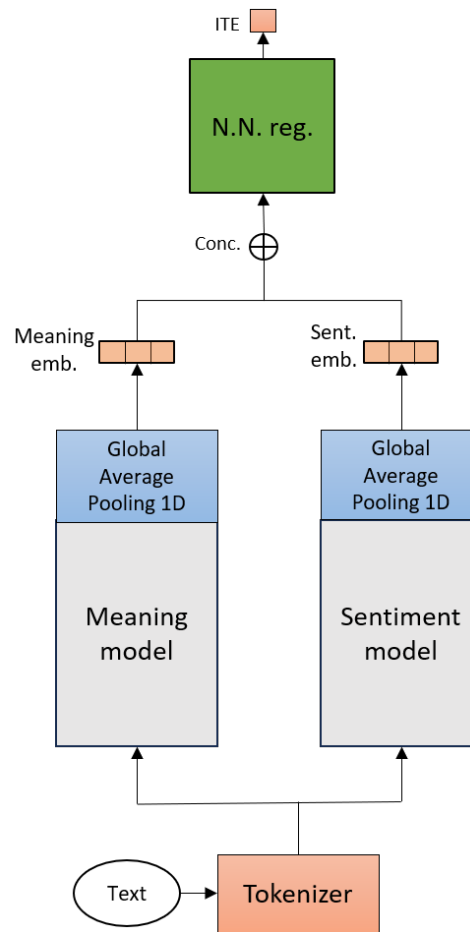 ITE
N.N. reg.
Conc.
Meaning
emb.
Sent.
emb.
Global
Average
Pooling 1D
Global
Average
Pooling 1D
Meaning
model
Sentiment
model
Text
Tokenizer